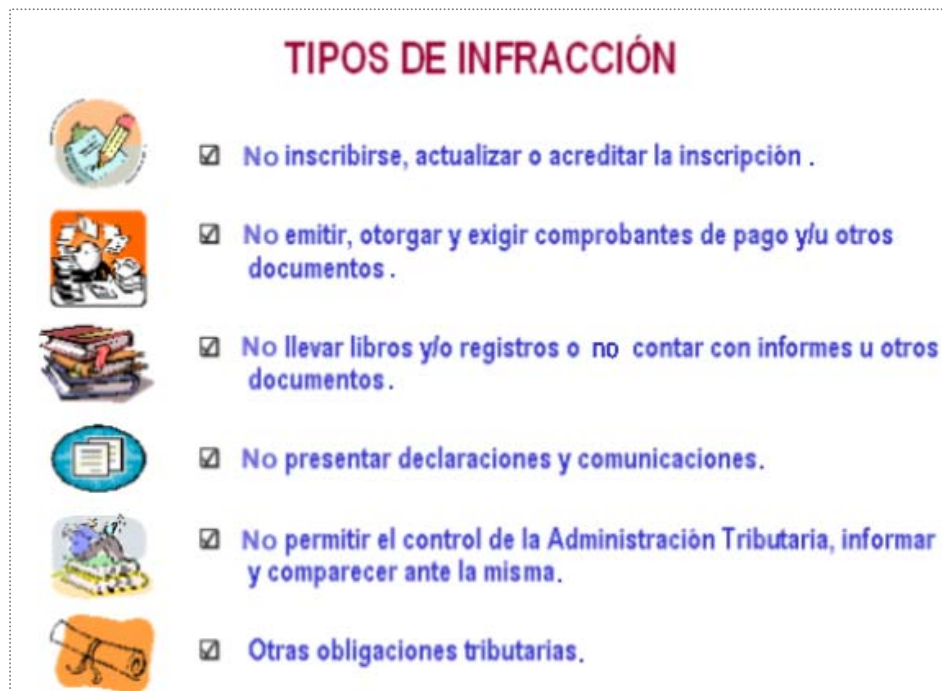 TIPOS DE INFRACCIÓN
No inscribirse, actualizar o acreditar la inscripción .
No emitir, otorgar y exigir comprobantes de pago y/u otros
documentos .
No llevar libros y/o registros o no contar con informes u otros
documentos.
No presentar declaraciones y comunicaciones.
No permitir el control de la Administración Tributaria, informar
y comparecer ante la misma.
Otras obligaciones tributarias.